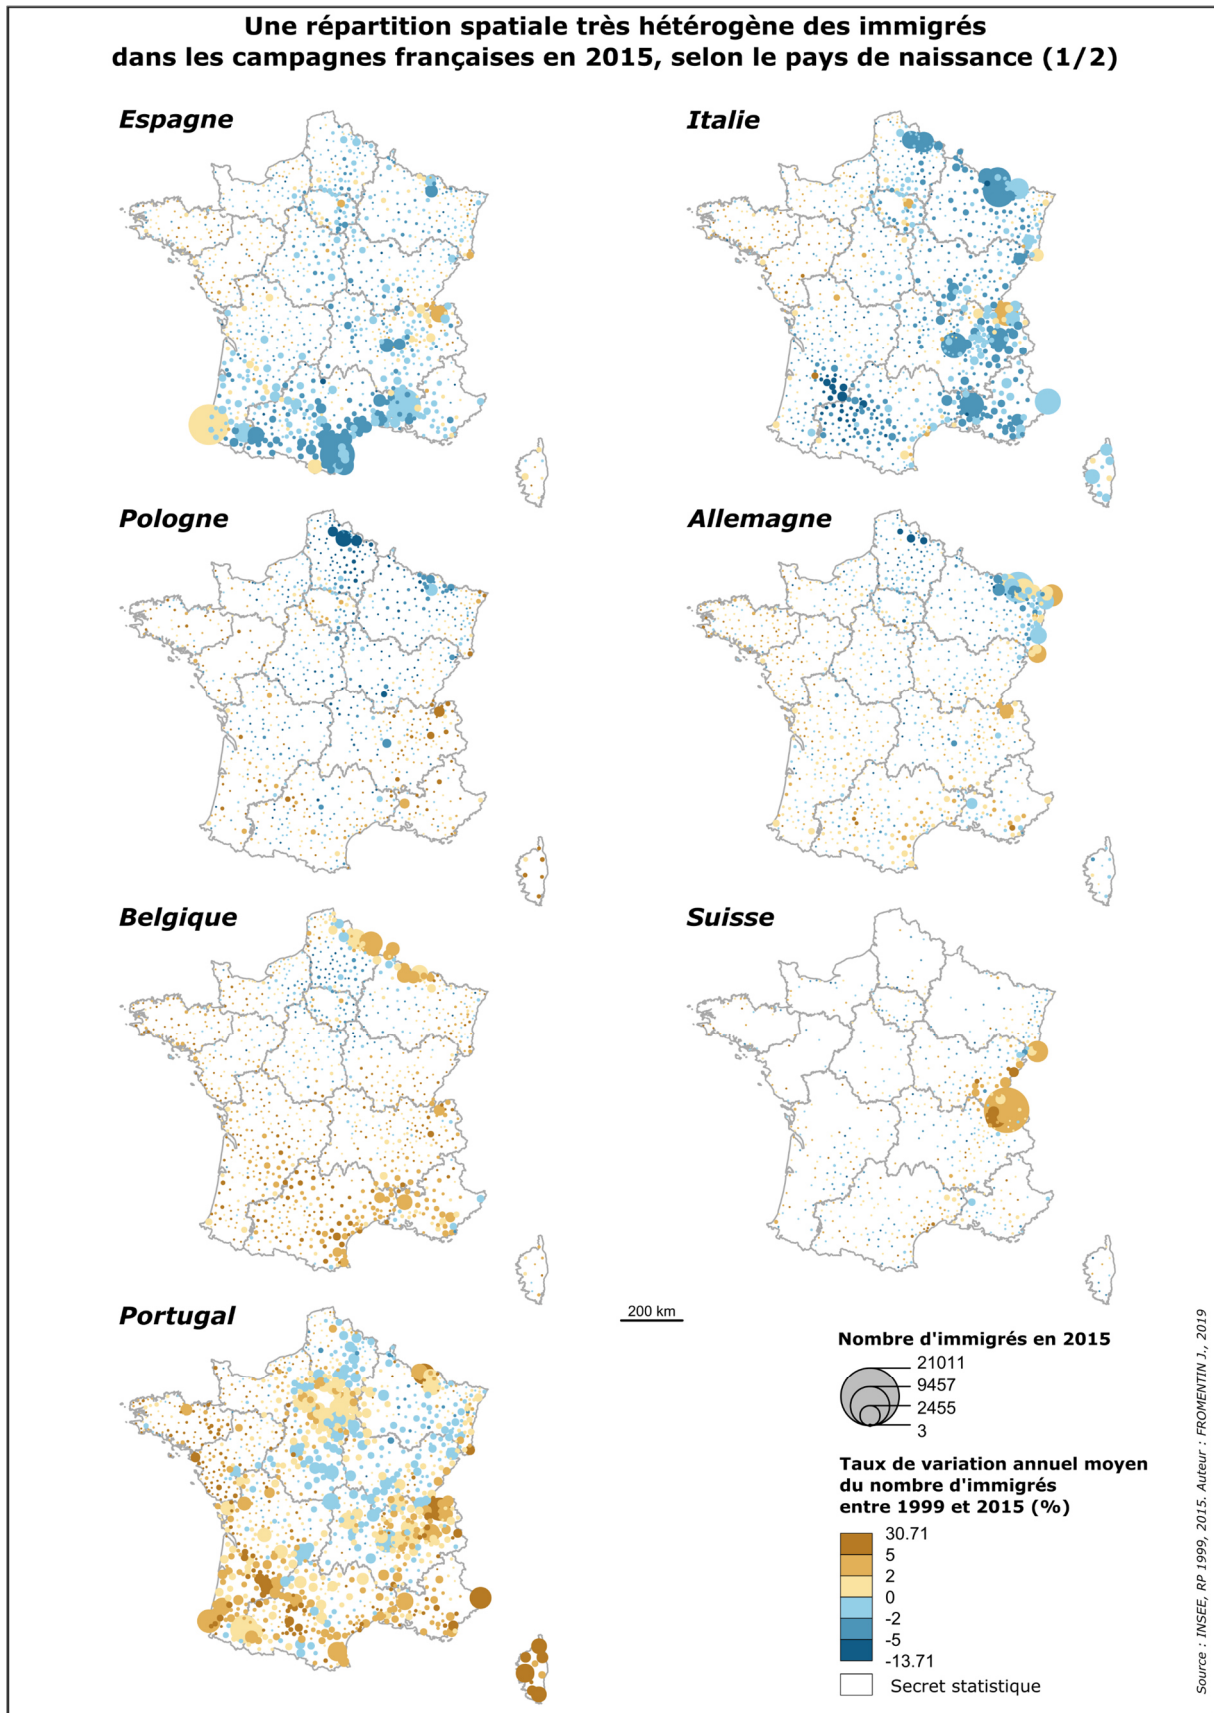 Une répartition spatiale très hétérogène des immigrés
dans les campagnes françaises en 2015, selon le pays de naissance (1/2)
Espagne
Italie
Pologne
Allemagne
Belgique
Suisse
Portugal
200 km
Nombre d'immigrés en 2015
21011
9457
2455
3
Taux de variation annuel moyen
du nombre d'immigrés
entre 1999 et 2015 (%)
30.71
5
2
0
-2
-5
-13.71
Secret statistique
Source : INSEE, RP 1999, 2015. Auteur : FROMENTIN J., 2019